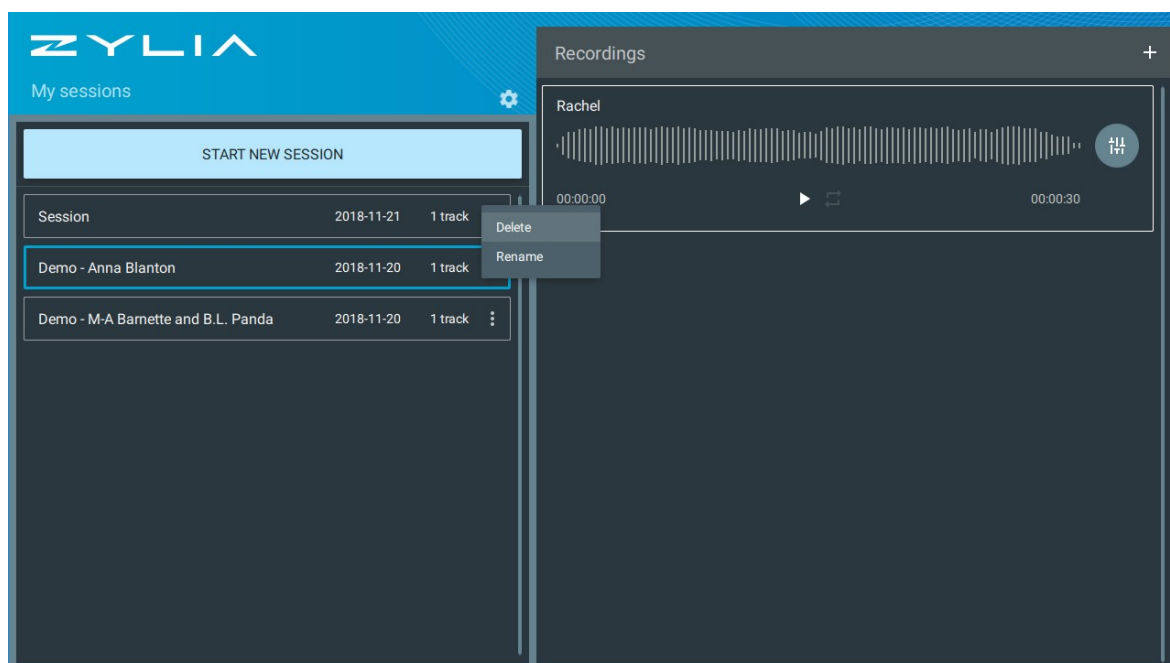 ZYLIA
My sessions
START NEW SESSION
Session 2018-11-21 1 track
Demo - Anna Blanton 2018-11-20 1 track
Demo - M-A Barnette and B.L. Panda 2018-11-20 1 track
Delete
Rename
Recordings +
Rachel
00:00:00 00:00:30